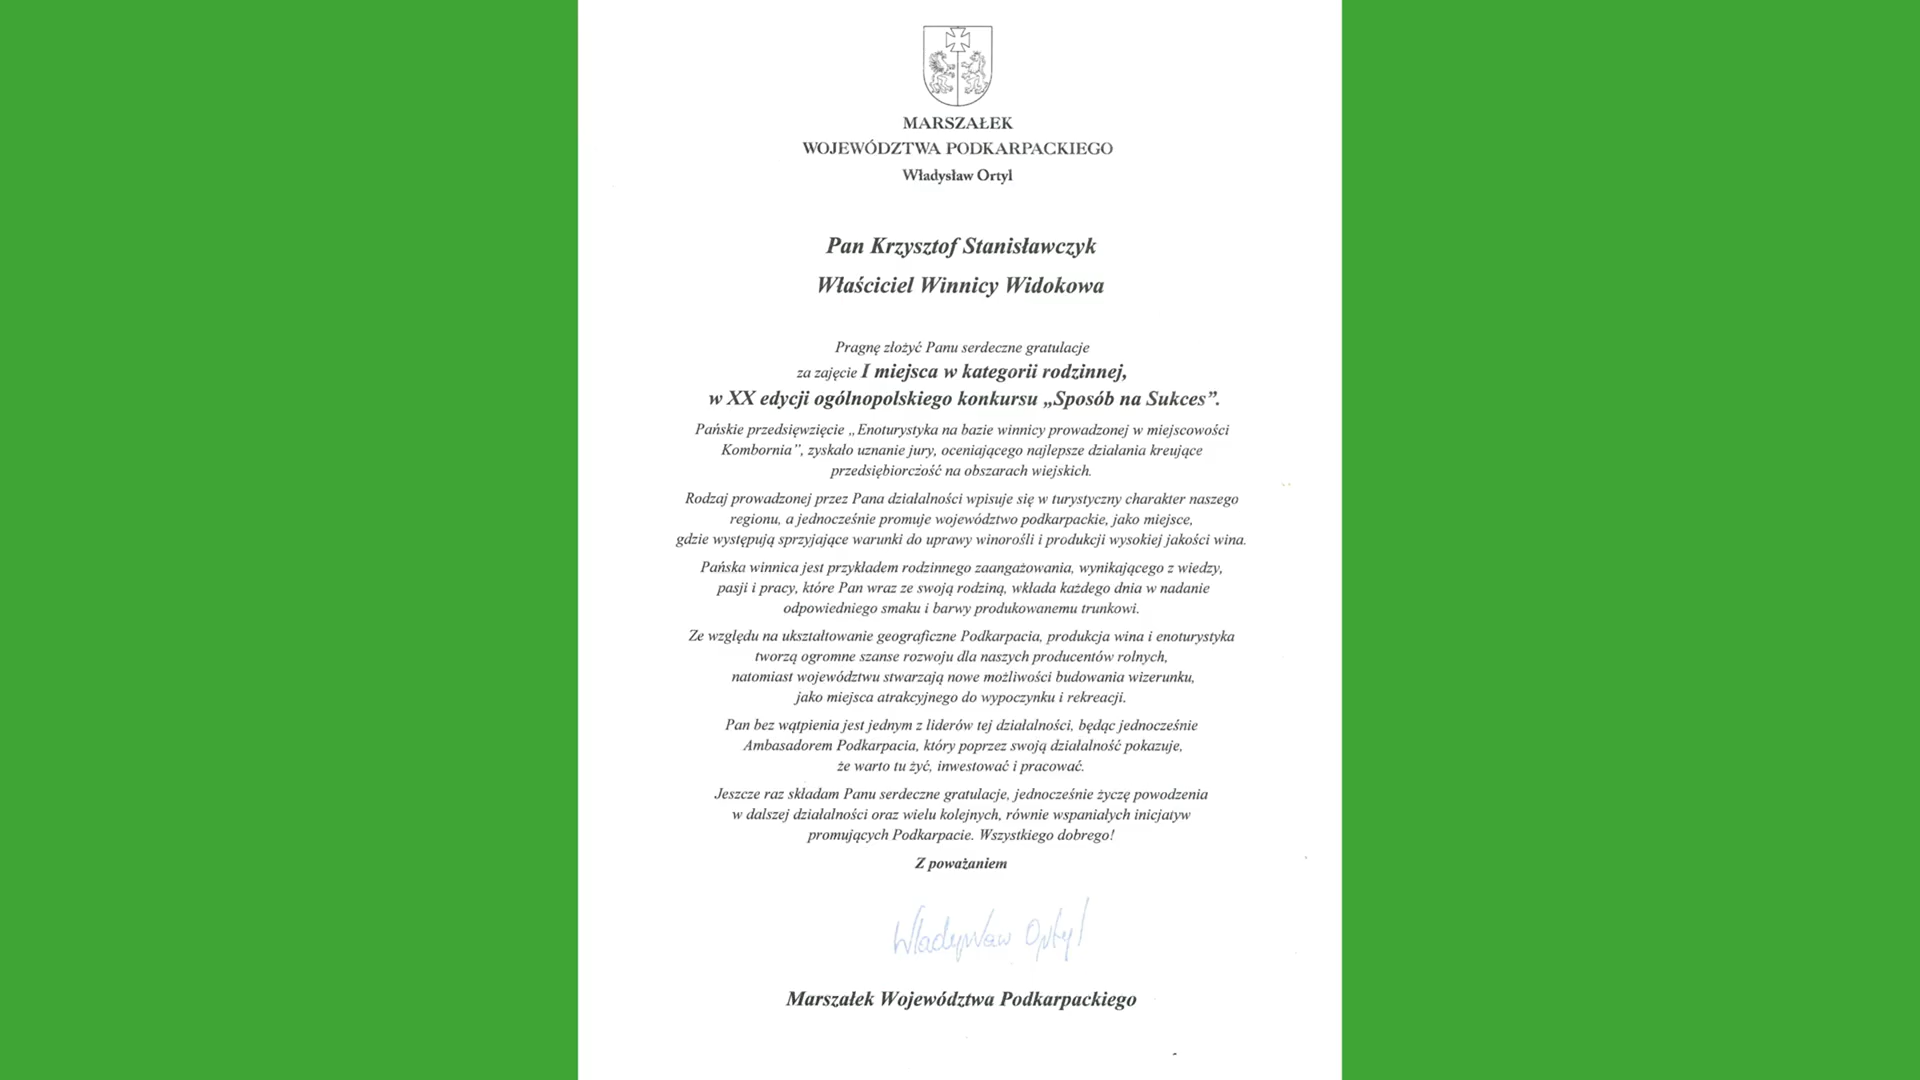 MARSZAŁEK
WOJEWÓDZTWA PODKARPACKIEGO
Władysław Ortyl
Pan Krzysztof Stanisławczyk
Właściciel Winnicy Widokowa
Pragnę złożyć Panu serdeczne gratulacje
za zajęcie I miejsca w kategorii rodzinnej,
w XX edycji ogólnopolskiego konkursu „Sposób na Sukces”.
Pańskie przedsięwzięcie „Enoturystyka na bazie winnicy prowadzonej w miejscowości
Kombornia”, zyskało uznanie jury, oceniającego najlepsze działania kreujące
przedsiębiorczość na obszarach wiejskich.
Rodzaj prowadzonej przez Pana działalności wpisuje się w turystyczny charakter naszego
regionu, a jednocześnie promuje województwo podkarpackie, jako miejsce,
gdzie występują sprzyjające warunki do uprawy winorośli i produkcji wysokiej jakości wina.
Pańska winnica jest przykładem rodzinnego zaangażowania, wynikającego z wiedzy,
pasji i pracy, które Pan wraz ze swoją rodziną, wkłada każdego dnia w nadanie
odpowiedniego smaku i barwy produkowanemu trunkowi.
Ze względu na ukształtowanie geograficzne Podkarpacia, produkcja wina i enoturystyka
tworzą ogromne szanse rozwoju dla naszych producentów rolnych,
natomiast województwu stwarzają nowe możliwości budowania wizerunku,
jako miejsca atrakcyjnego do wypoczynku i rekreacji.
Pan bez wątpienia jest jednym z liderów tej działalności, będąc jednocześnie
Ambasadorem Podkarpacia, który poprzez swoją działalność pokazuje,
że warto tu żyć, inwestować i pracować.
Jeszcze raz składam Panu serdeczne gratulacje, jednocześnie życzę powodzenia
w dalszej działalności oraz wielu kolejnych, równie wspaniałych inicjatyw
promujących Podkarpacie. Wszystkiego dobrego!
Z poważaniem
Władysław Ortyl
Marszałek Województwa Podkarpackiego